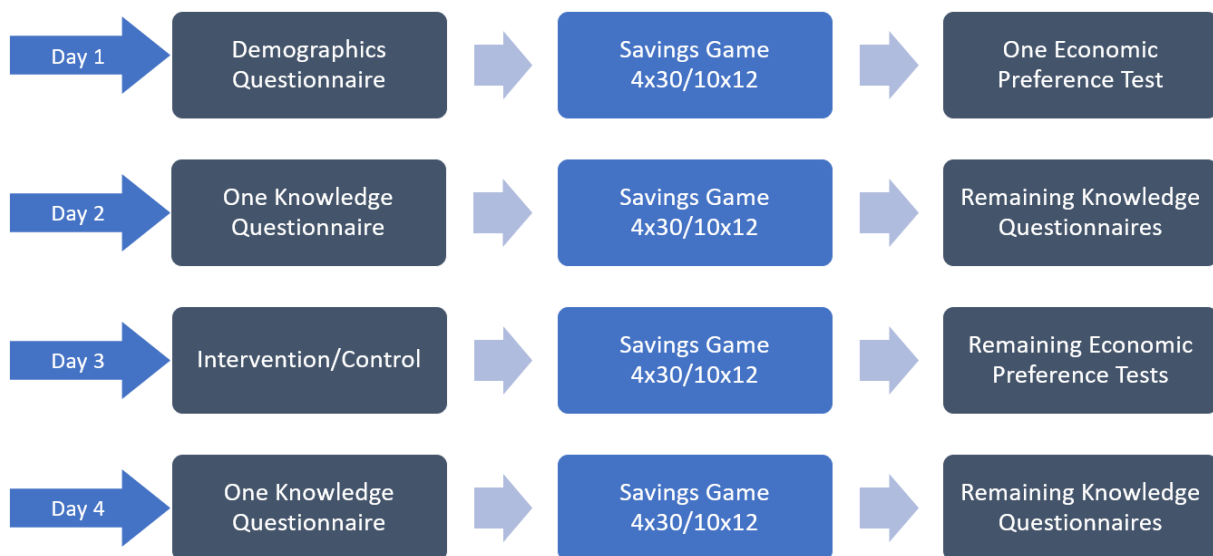 Day 1
Demographics
Questionnaire
Savings Game
4x30/10x12
One Economic
Preference Test
Day 2
One Knowledge
Questionnaire
Savings Game
4x30/10x12
Remaining Knowledge
Questionnaires
Day 3
Intervention/Control
Savings Game
4x30/10x12
Remaining Economic
Preference Tests
Day 4
One Knowledge
Questionnaire
Savings Game
4x30/10x12
Remaining Knowledge
Questionnaires